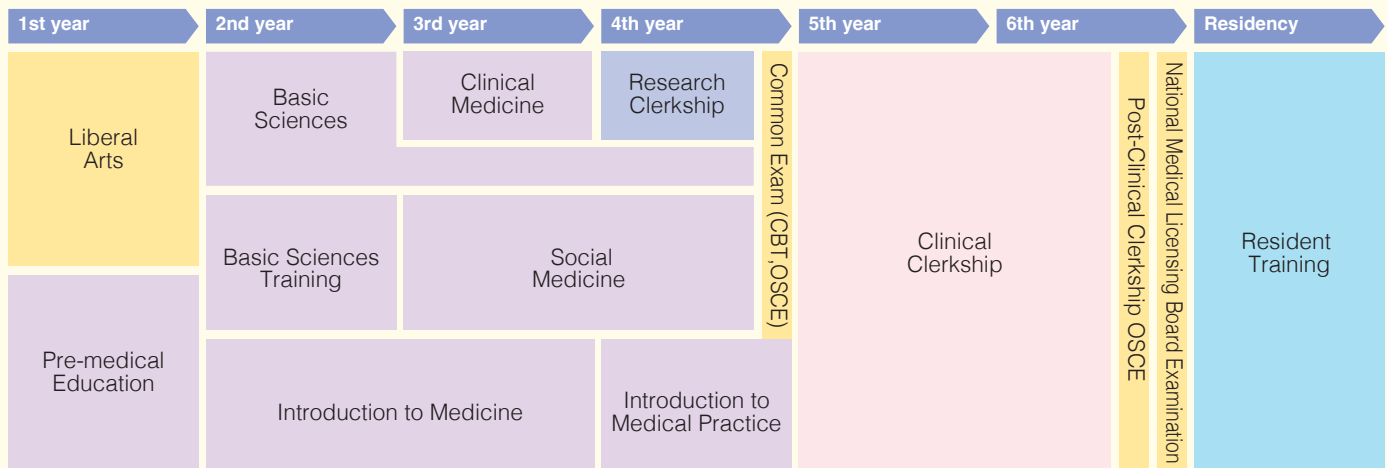 1st year
2nd year
3rd year
4th year
5th year
6th year
Residency
Liberal
Arts
Pre-medical
Education
Basic
Sciences
Clinical
Medicine
Research
Clerkship
Basic Sciences
Training
Social
Medicine
Introduction to Medicine
Introduction to
Medical Practice
Common Exam (CBT,OSCE)
Clinical
Clerkship
Post-Clinical Clerkship OSCE
National Medical Licensing Board Examination
Resident
Training